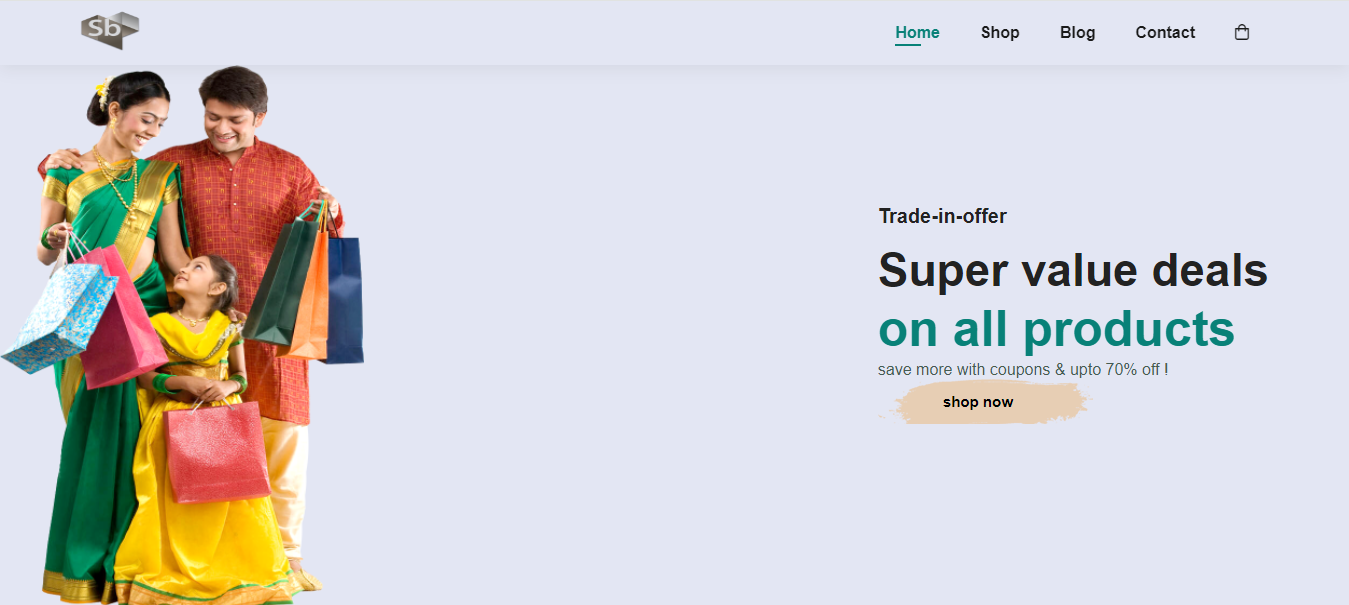 Sb
Home Shop Blog Contact
Trade-in-offer
Super value deals
on all products
save more with coupons & upto 70% off !
shop now